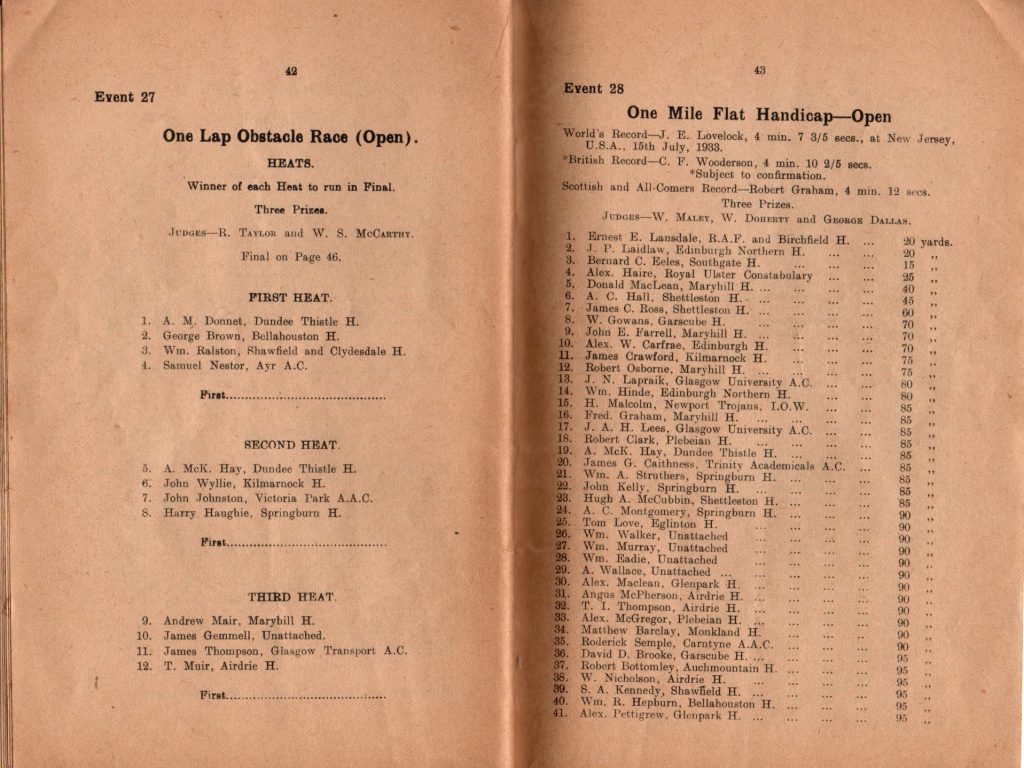 42
Event 27
One Lap Obstacle Race (Open).
HEATS.
Winner of each Heat to run in Final.
Three Prizes.
JUDGES—R. TAYLOR and W. S. MCCARTHY.
Final on Page 46.
FIRST HEAT.
1. A. M. Donnet, Dundee Thistle H.
2. George Brown, Bellahouston H.
3. Wm. Ralston, Shawfield and Clydesdale H.
4. Samuel Nestor, Ayr A.C.
First........................................
SECOND HEAT.
5. A. McK. Hay, Dundee Thistle H.
6. John Wyllie, Kilmarnock H.
7. John Johnston, Victoria Park A.A.C.
8. Harry Haughie, Springburn H.
First........................................
THIRD HEAT.
9. Andrew Mair, Maryhill H.
10. James Gemmell, Unattached.
11. James Thompson, Glasgow Transport A.C.
12. T. Muir, Airdrie H.
First........................................
43
Event 28
One Mile Flat Handicap—Open
World's Record—J. E. Lovelock, 4 min. 7 3/5 secs., at New Jersey,
U.S.A., 15th July, 1933.
*British Record—C. F. Wooderson, 4 min. 10 2/5 secs.
*Subject to confirmation.
Scottish and All-Comers Record—Robert Graham, 4 min. 12 secs.
Three Prizes.
JUDGES—W. MALEY, W. DOHERTY and GEORGE DALLAS.
1. Ernest E. Lansdale, R.A.F. and Birchfield H. ... 20 yards.
2. J. P. Laidlaw, Edinburgh Northern H. ... ... 20 ,,
3. Bernard C. Eeles, Southgate H. ... ... ... 15 ,,
4. Alex. Haire, Royal Ulster Constabulary ... ... 25 ,,
5. Donald MacLean, Maryhill H. ... ... ... ... 40 ,,
6. A. C. Hall, Shettleston H. ... ... ... ... 45 ,,
7. James C. Ross, Shettleston H. ... ... ... 60 ,,
8. W. Gowans, Garscube H. ... ... ... ... 70 ,,
9. John E. Farrell, Maryhill H. ... ... ... ... 70 ,,
10. Alex. W. Carfrae, Edinburgh H. ... ... ... 70 ,,
11. James Crawford, Kilmarnock H. ... ... ... 75 ,,
12. Robert Osborne, Maryhill H. ... ... ... ... 75 ,,
13. J. N. Lapraik, Glasgow University A.C. ... ... 80 ,,
14. Wm. Hinde, Edinburgh Northern H. ... ... ... 80 ,,
15. H. Malcolm, Newport Trojans, I.O.W. ... ... 85 ,,
16. Fred. Graham, Maryhill H. ... ... ... ... 85 ,,
17. J. A. H. Lees, Glasgow University A.C. ... ... 85 ,,
18. Robert Clark, Plebeian H. ... ... ... ... 85 ,,
19. A. McK. Hay, Dundee Thistle H. ... ... ... 85 ,,
20. James G. Caithness, Trinity Academicals A.C. ... 85 ,,
21. Wm. A. Struthers, Springburn H. ... ... ... 85 ,,
22. John Kelly, Springburn H. ... ... ... ... 85 ,,
23. Hugh A. McCubbin, Shettleston H. ... ... ... 85 ,,
24. A. C. Montgomery, Springburn H. ... ... ... 90 ,,
25. Tom Love, Eglinton H. ... ... ... ... 90 ,,
26. Wm. Walker, Unattached ... ... ... ... 90 ,,
27. Wm. Murray, Unattached ... ... ... ... 90 ,,
28. Wm. Eadie, Unattached ... ... ... ... 90 ,,
29. A. Wallace, Unattached ... ... ... ... ... 90 ,,
30. Alex. Maclean, Glenpark H. ... ... ... ... 90 ,,
31. Angus McPherson, Airdrie H. ... ... ... ... 90 ,,
32. T. I. Thompson, Airdrie H. ... ... ... ... 90 ,,
33. Alex. McGregor, Plebeian H. ... ... ... ... 90 ,,
34. Matthew Barclay, Monkland H. ... ... ... 90 ,,
35. Roderick Semple, Carntyne A.A.C. ... ... ... 90 ,,
36. David D. Brooke, Garscube H. ... ... ... ... 95 ,,
37. Robert Bottomley, Auchmountain H. ... ... ... 95 ,,
38. W. Nicholson, Airdrie H. ... ... ... ... 95 ,,
39. S. A. Kennedy, Shawfield H. ... ... ... ... 95 ,,
40. Wm. R. Hepburn, Bellahouston H. ... ... ... 95 ,,
41. Alex. Pettigrew, Glenpark H. ... ... ... ... 95 ,,